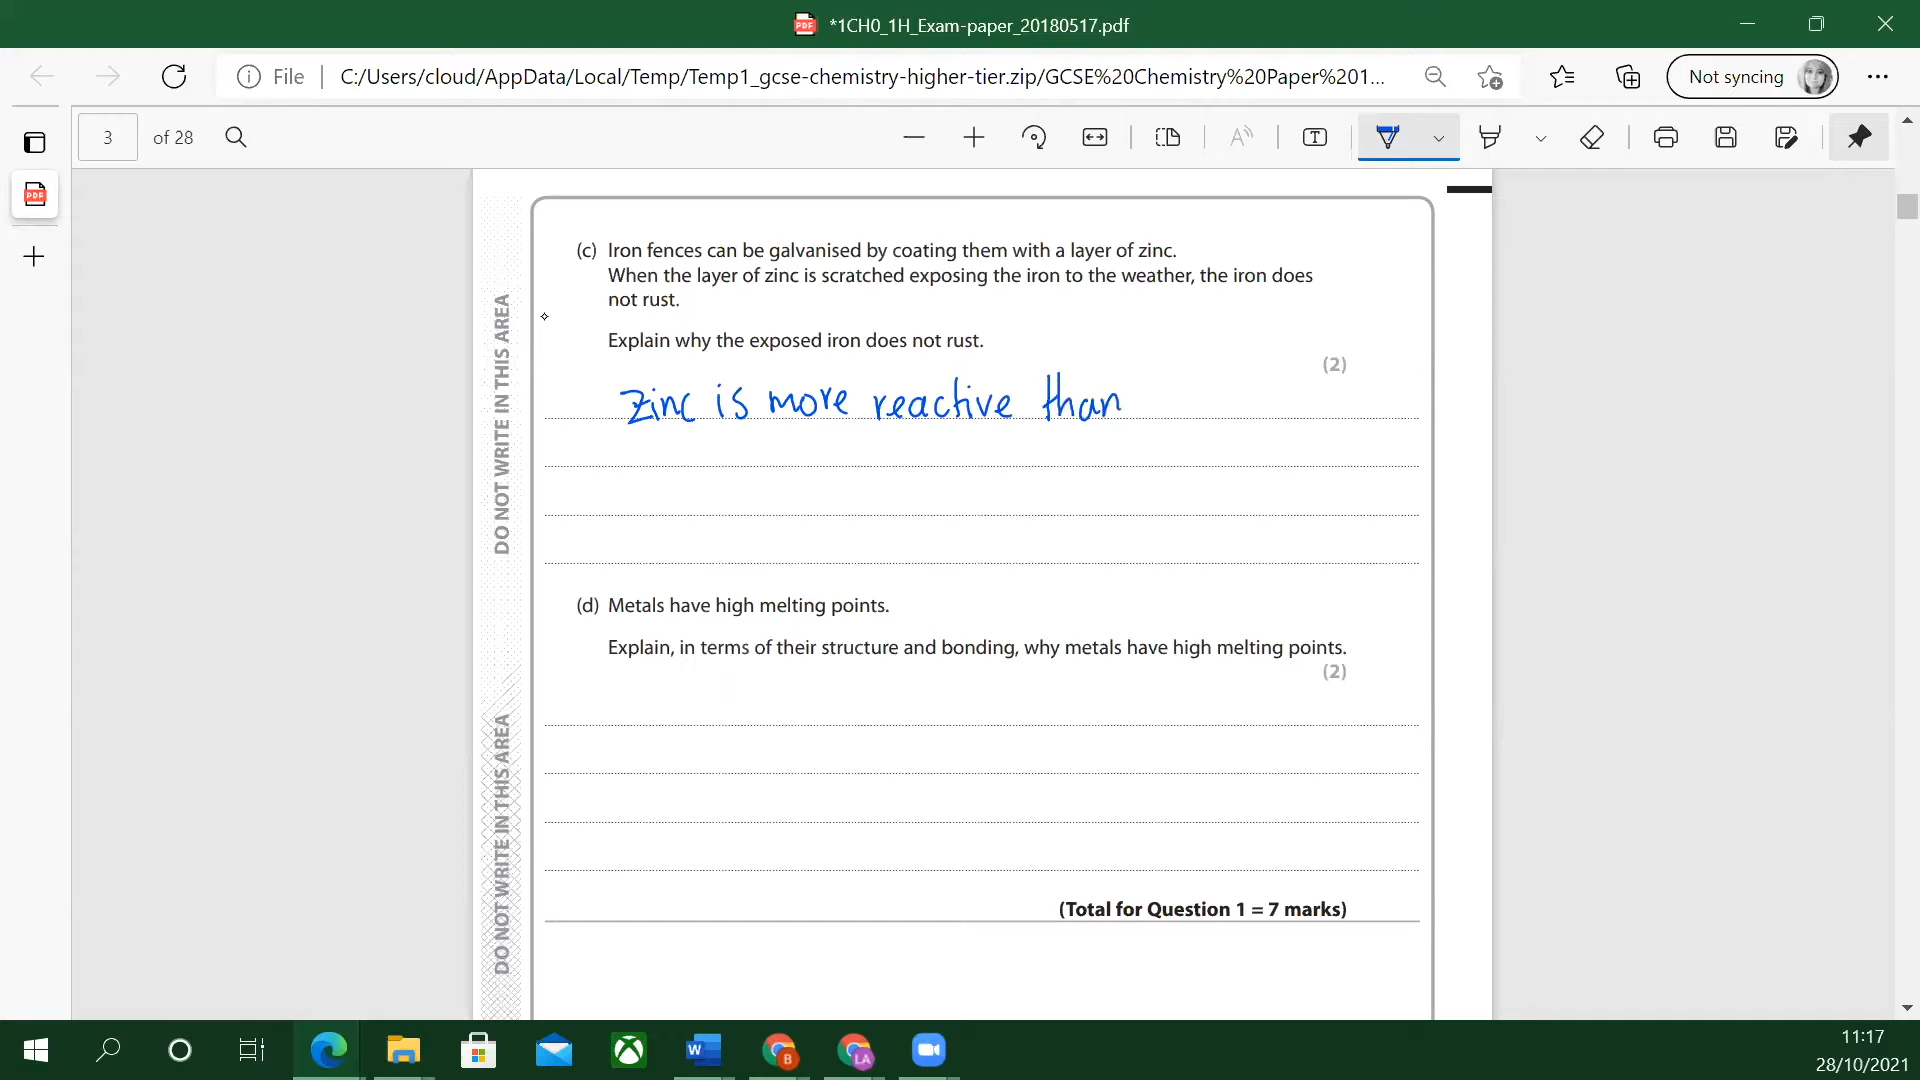 *1CH0_1H_Exam-paper_20180517.pdf
File
C:/Users/cloud/AppData/Local/Temp/Temp1_gcse-chemistry-higher-tier.zip/GCSE%20Chemistry%20Paper%201...
Not syncing
3 of 28
(c) Iron fences can be galvanised by coating them with a layer of zinc.
When the layer of zinc is scratched exposing the iron to the weather, the iron does
not rust.
Explain why the exposed iron does not rust.
(2)
zinc is more reactive than
(d) Metals have high melting points.
Explain, in terms of their structure and bonding, why metals have high melting points.
(2)
(Total for Question 1 = 7 marks)
DO NOT WRITE IN THIS AREA
DO NOT WRITE IN THIS AREA
11:17
28/10/2021